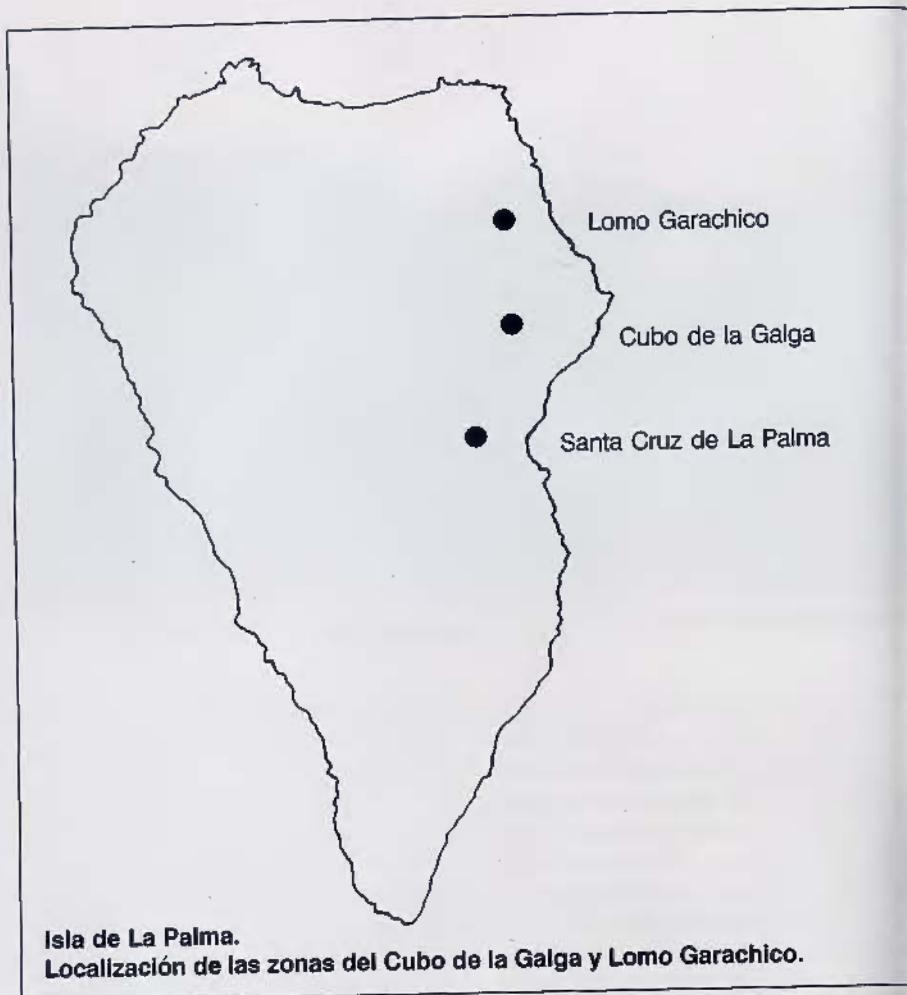 Lomo Garachico
Cubo de la Galga
Santa Cruz de La Palma
Isla de La Palma.
Localización de las zonas del Cubo de la Galga y Lomo Garachico.